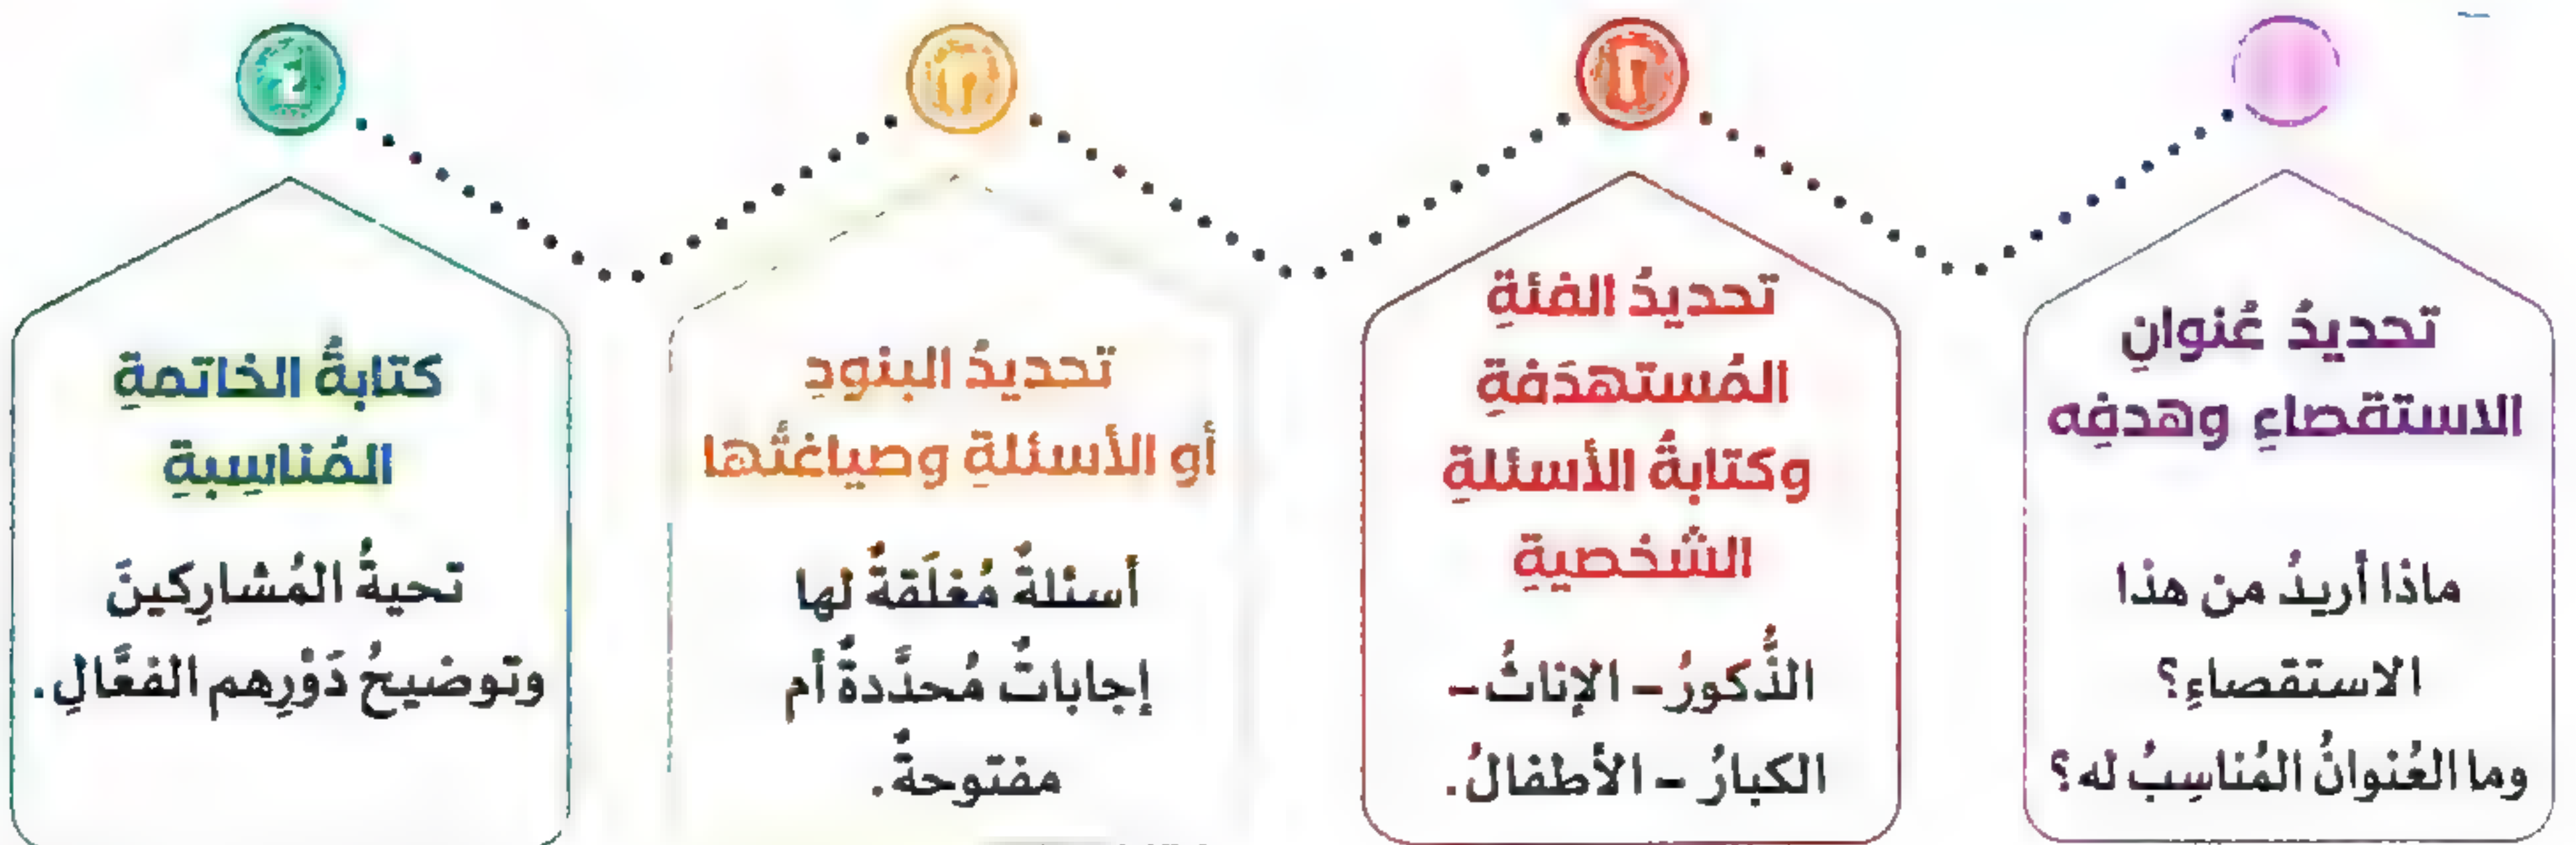 تحديدُ عُنوانِ
الاستقصاءِ وهدفِه
ماذا أريدُ من هذا
الاستقصاءِ؟
وما العُنوانُ المُناسِبُ له؟
تحديدُ الفئةِ
المُستهدَفةِ
وكتابةُ الأسئلةِ
الشخصيةِ
الذُّكورُ – الإناثُ –
الكبارُ – الأطفالُ.
تحديدُ البنودِ
أو الأسئلةِ وصياغتُها
أسئلةٌ مُغلَقةٌ لها
إجاباتٌ مُحدَّدةٌ أم
مفتوحةٌ.
كتابةُ الخاتمةِ
المُناسِبةِ
تحيةُ المُشارِكينَ
وتوضيحُ دَوْرِهم الفعَّالِ.